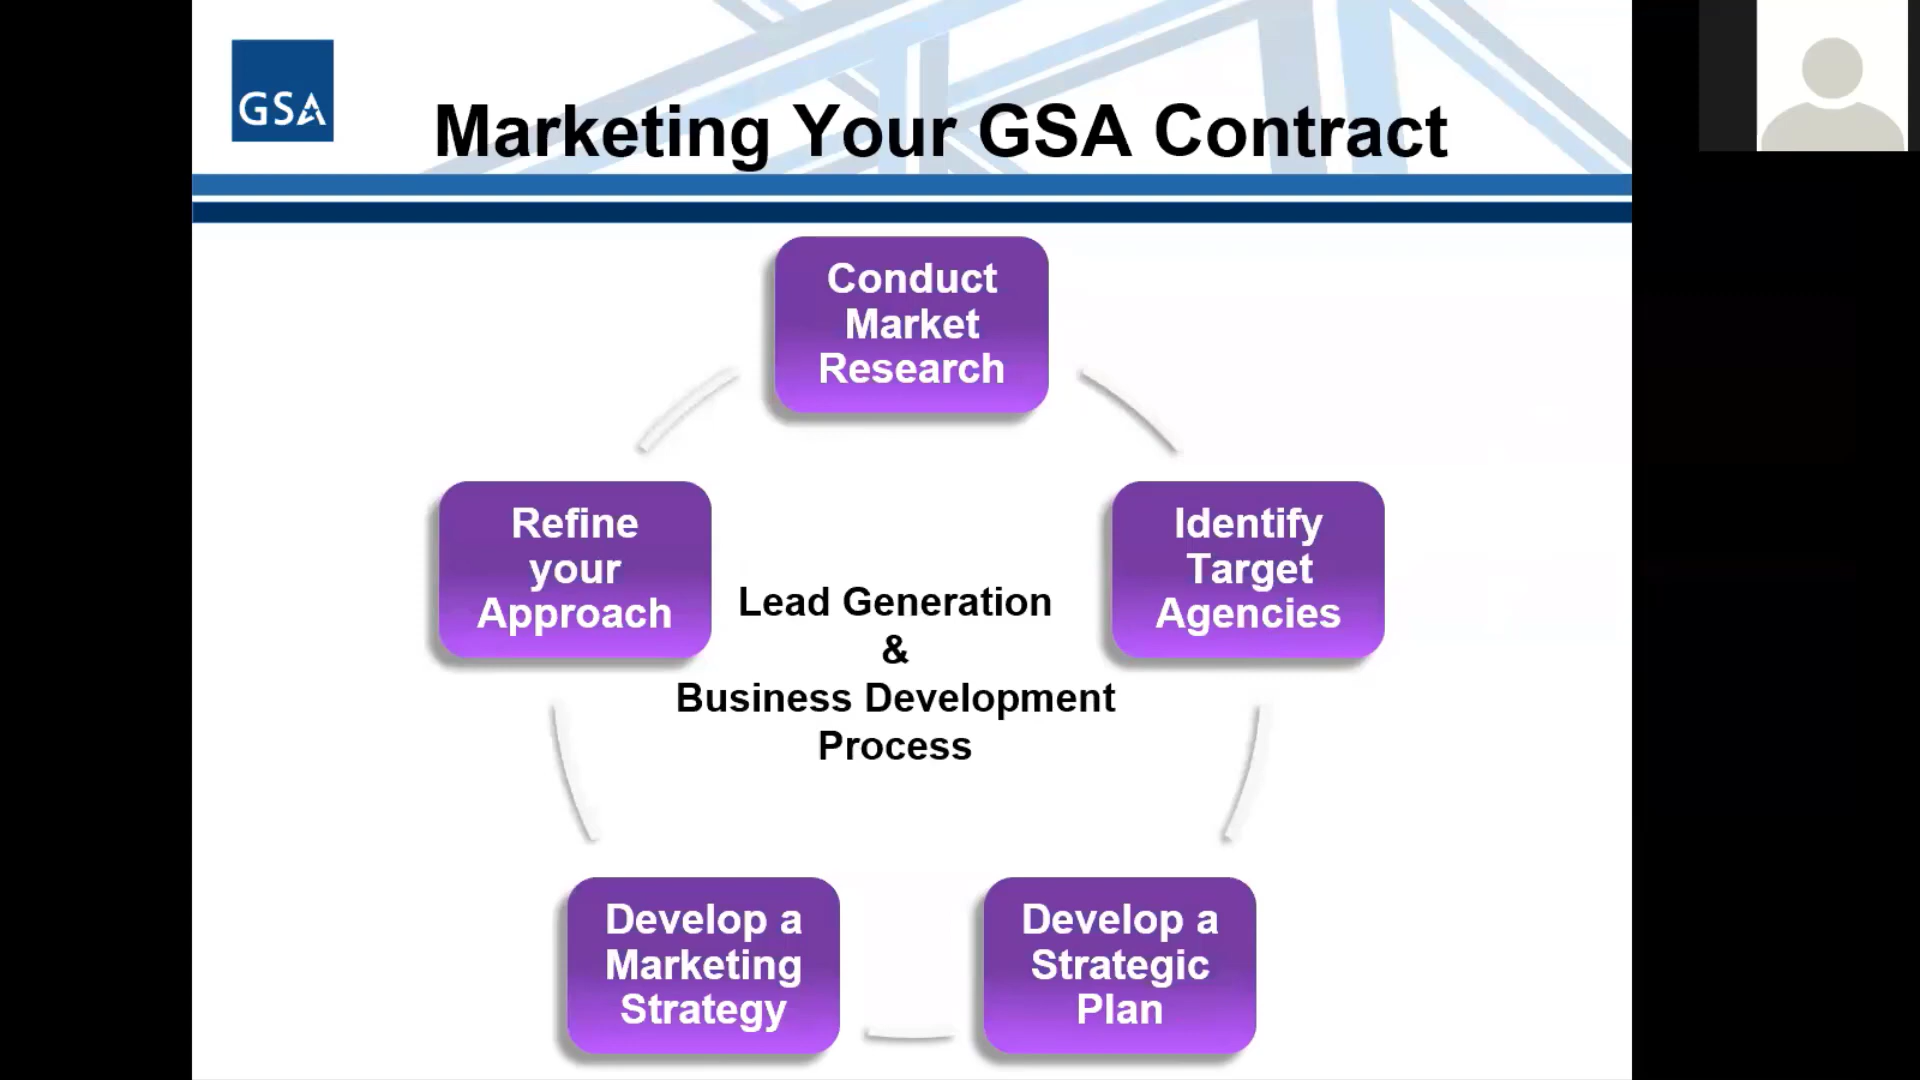 GSA
Marketing Your GSA Contract
Conduct
Market
Research
Identify
Target
Agencies
Develop a
Strategic
Plan
Develop a
Marketing
Strategy
Refine
your
Approach
Lead Generation
&
Business Development
Process